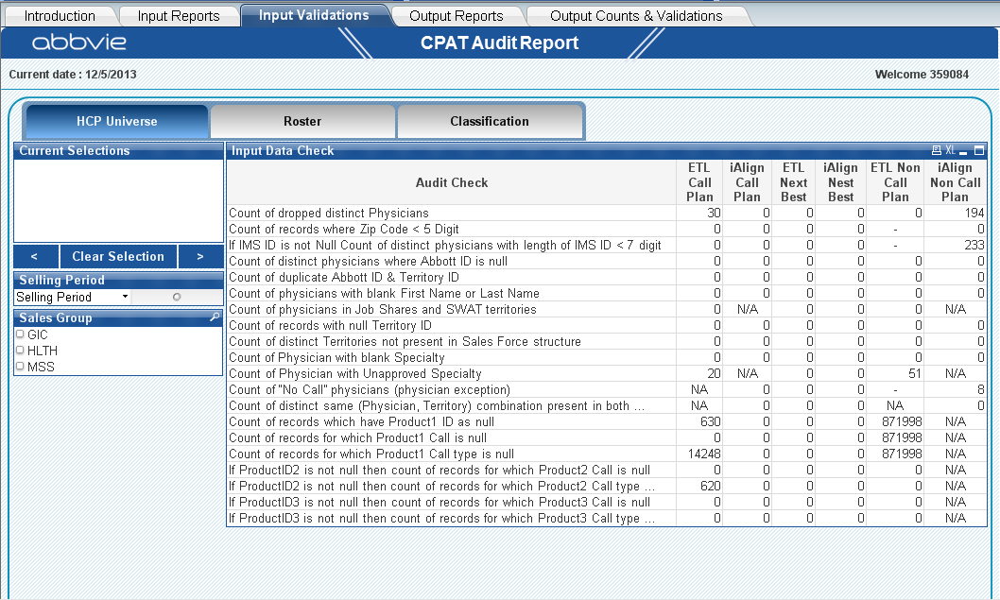 Introduction Input Reports Input Validations Output Reports Output Counts & Validations
abbvie CPAT Audit Report
Current date : 12/5/2013 Welcome 359084
HCP Universe Roster Classification
Current Selections
< Clear Selection >
Selling Period
Selling Period
Sales Group
GIC
HLTH
MSS
Input Data Check XL
Audit Check ETL Call Plan iAlign Call Plan ETL Next Best iAlign Nest Best ETL Non Call Plan iAlign Non Call Plan
Count of dropped distinct Physicians 30 0 0 0 0 194
Count of records where Zip Code < 5 Digit 0 0 0 0 - 0
If IMS ID is not Null Count of distinct physicians with length of IMS ID < 7 digit 0 0 0 0 - 233
Count of distinct physicians where Abbott ID is null 0 0 0 0 0 0
Count of duplicate Abbott ID & Territory ID 0 0 0 0 0 0
Count of physicians with blank First Name or Last Name 0 0 0 0 0 0
Count of physicians in Job Shares and SWAT territories 0 N/A 0 0 0 N/A
Count of records with null Territory ID 0 0 0 0 0 0
Count of distinct Territories not present in Sales Force structure 0 0 0 0 0 0
Count of Physician with blank Specialty 0 0 0 0 0 0
Count of Physician with Unapproved Specialty 20 N/A 0 0 51 N/A
Count of "No Call" physicians (physician exception) NA 0 0 0 - 8
Count of distinct same (Physician, Territory) combination present in both ... NA 0 0 0 NA 0
Count of records which have Product1 ID as null 630 0 0 0 871998 N/A
Count of records for which Product1 Call is null 0 0 0 0 871998 N/A
Count of records for which Product1 Call type is null 14248 0 0 0 871998 N/A
If ProductID2 is not null then count of records for which Product2 Call is null 0 0 0 0 0 N/A
If ProductID2 is not null then count of records for which Product2 Call type ... 620 0 0 0 0 N/A
If ProductID3 is not null then count of records for which Product3 Call is null 0 0 0 0 0 N/A
If ProductID3 is not null then count of records for which Product3 Call type ... 0 0 0 0 0 N/A